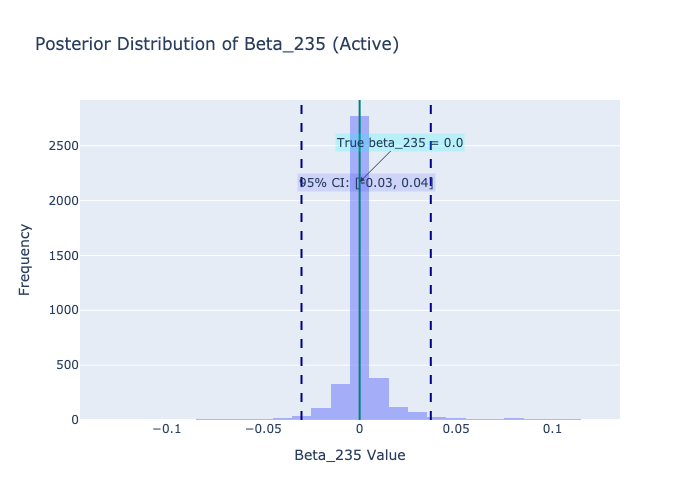 Posterior Distribution of Beta_235 (Active)
2500
2000
1500
1000
500
0
Frequency
True beta_235 = 0.0
95% CI: [-0.03, 0.04]
−0.1
−0.05
0
0.05
0.1
Beta_235 Value